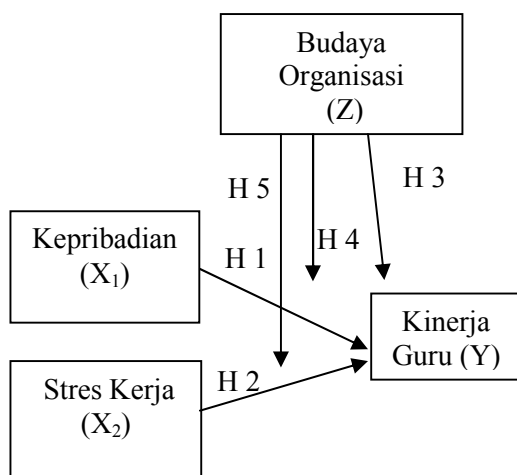 Budaya
Organisasi
(Z)
H 3
H 5
H 4
Kepribadian
(X₁)
H 1
Kinerja
Guru (Y)
Stres Kerja
(X₂)
H 2